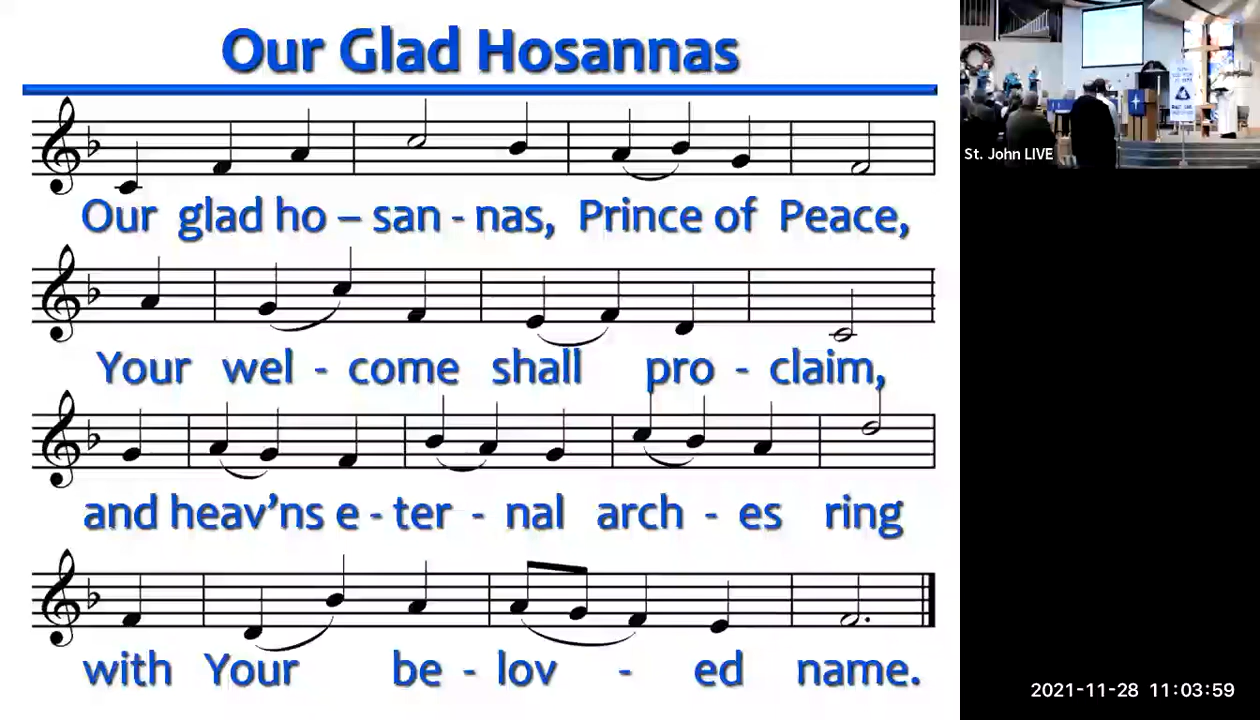 Our Glad Hosannas
Our glad ho – san - nas, Prince of Peace,
Your wel - come shall pro - claim,
and heav’ns e - ter - nal arch - es ring
with Your be - lov - ed name.
St. John LIVE
2021-11-28 11:03:59